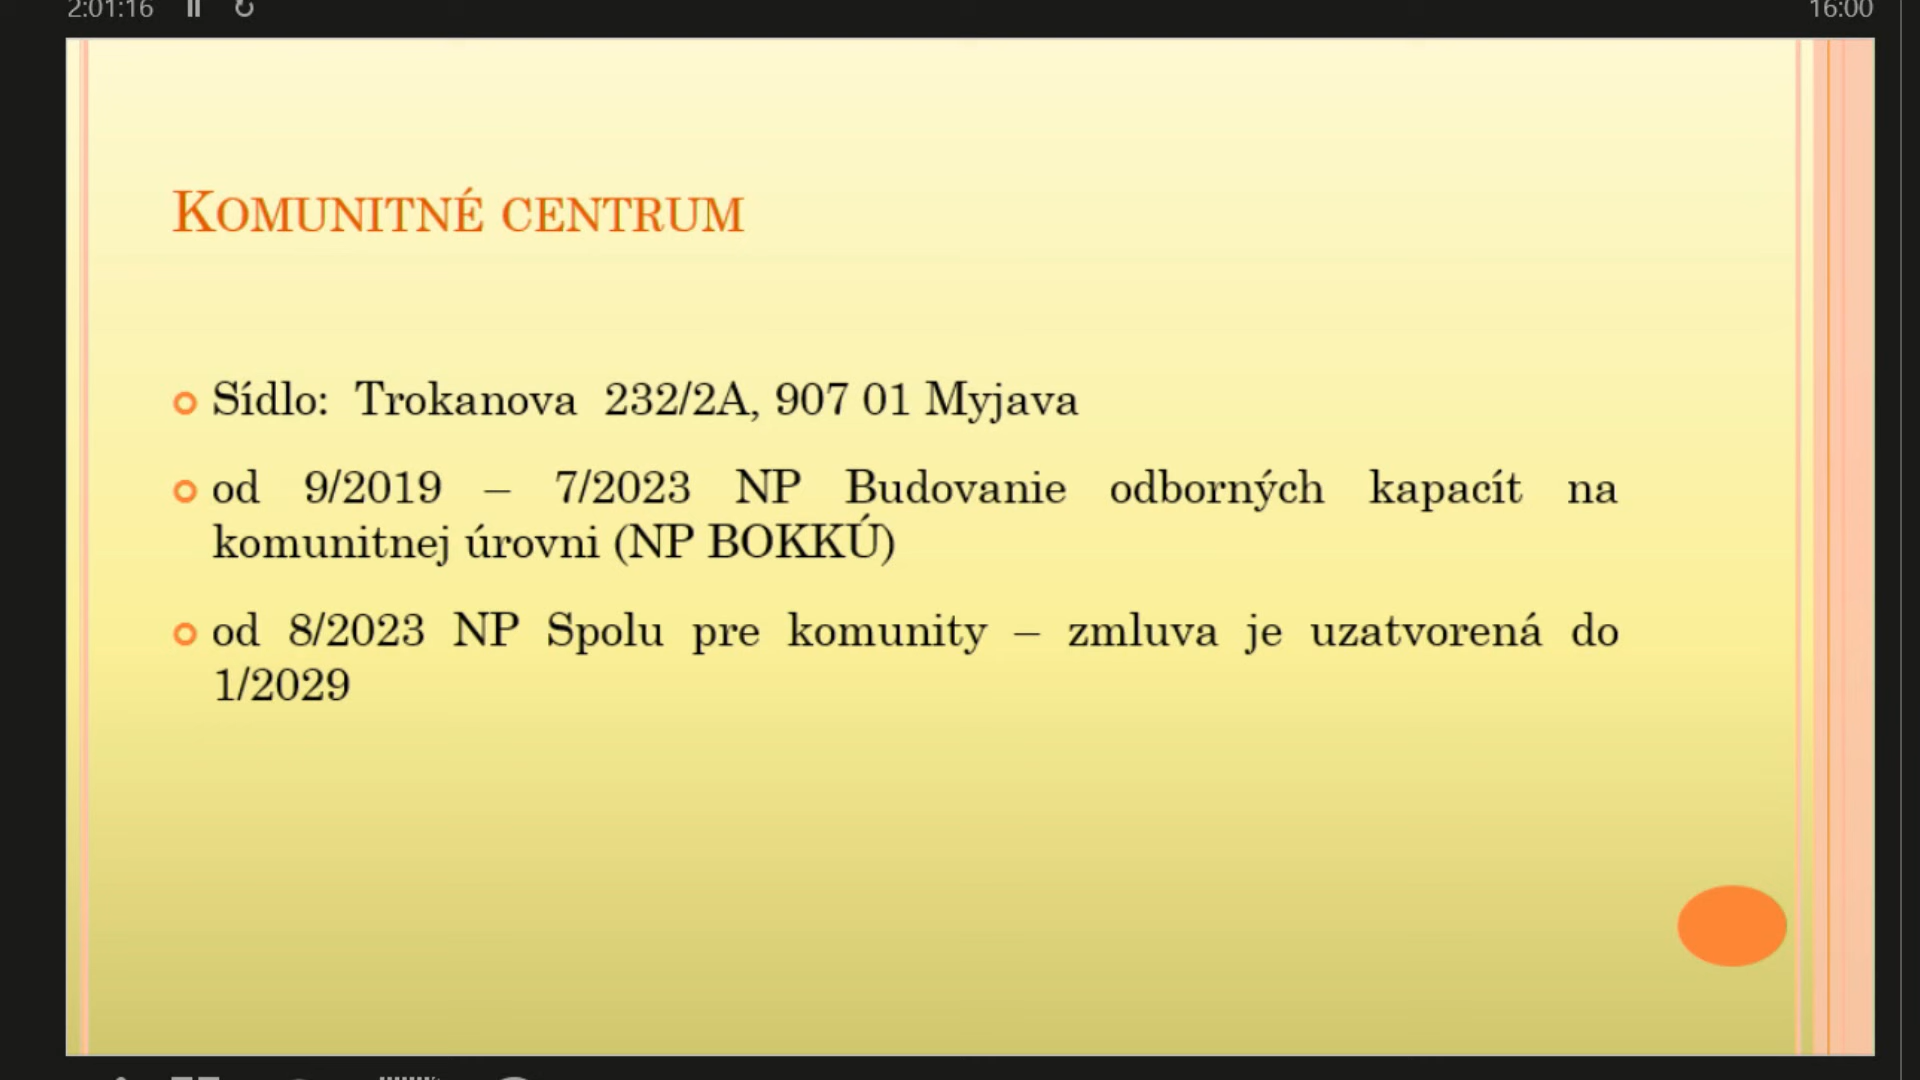 2:01:16
16:00
KOMUNITNÉ CENTRUM
Sídlo: Trokanova 232/2A, 907 01 Myjava
od 9/2019 – 7/2023 NP Budovanie odborných kapacít na
komunitnej úrovni (NP BOKKÚ)
od 8/2023 NP Spolu pre komunity – zmluva je uzatvorená do
1/2029